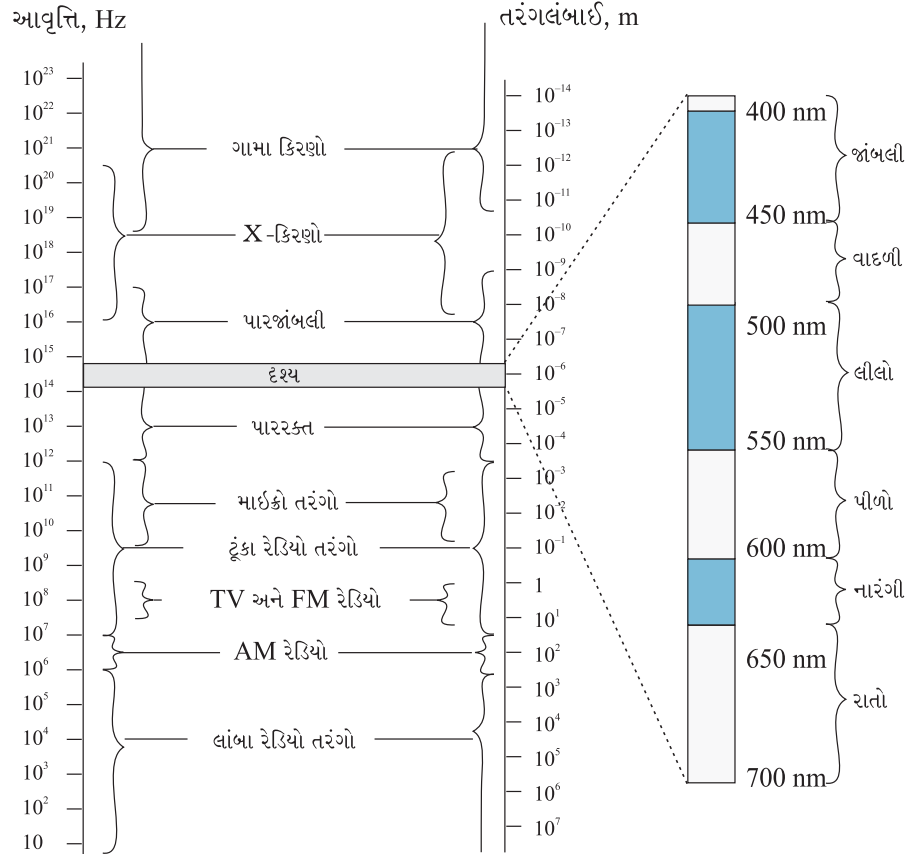 આવૃત્તિ, Hz
તરંગલંબાઈ, m
10²³
10²²
10²¹
10²⁰
10¹⁹
10¹⁸
10¹⁷
10¹⁶
10¹⁵
10¹⁴
10¹³
10¹²
10¹¹
10¹⁰
10⁹
10⁸
10⁷
10⁶
10⁵
10⁴
10³
10²
10
ગામા કિરણો
X-કિરણો
પારજાંબલી
દૃશ્ય
પારરક્ત
માઇક્રો તરંગો
ટૂંકા રેડિયો તરંગો
TV અને FM રેડિયો
AM રેડિયો
લાંબા રેડિયો તરંગો
10⁻¹⁴
10⁻¹³
10⁻¹²
10⁻¹¹
10⁻¹⁰
10⁻⁹
10⁻⁸
10⁻⁷
10⁻⁶
10⁻⁵
10⁻⁴
10⁻³
10⁻²
10⁻¹
1
10¹
10²
10³
10⁴
10⁵
10⁶
10⁷
400 nm
450 nm
500 nm
550 nm
600 nm
650 nm
700 nm
જાંબલી
વાદળી
લીલો
પીળો
નારંગી
રાતો